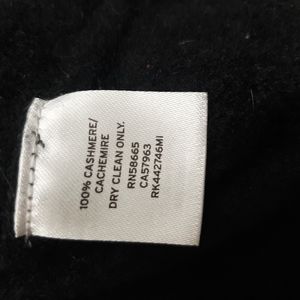 100% CASHMERE/
CACHEMIRE
DRY CLEAN ONLY.
RN58665
CA57963
RK442746MI